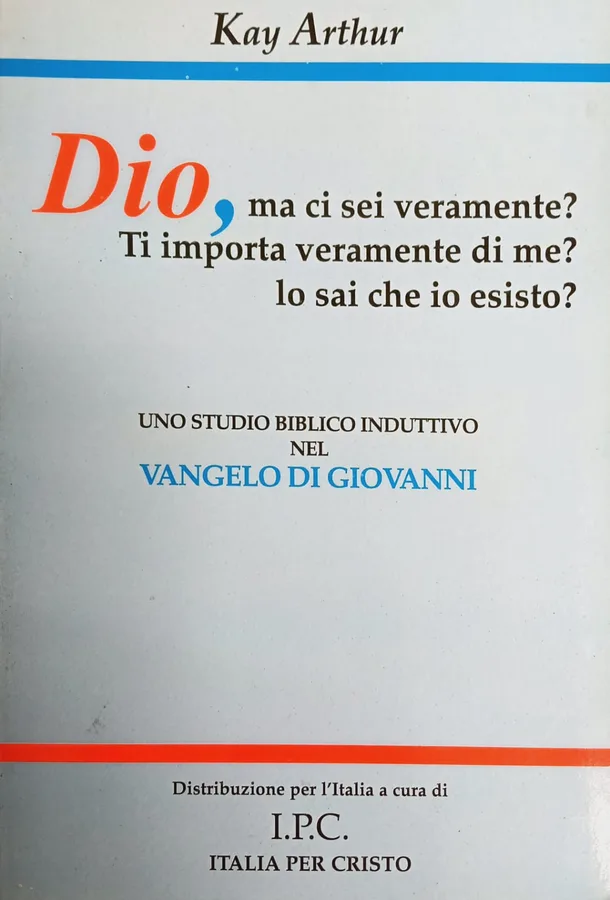 Kay Arthur
Dio, ma ci sei veramente?
Ti importa veramente di me?
lo sai che io esisto?
UNO STUDIO BIBLICO INDUTTIVO
NEL
VANGELO DI GIOVANNI
Distribuzione per l'Italia a cura di
I.P.C.
ITALIA PER CRISTO